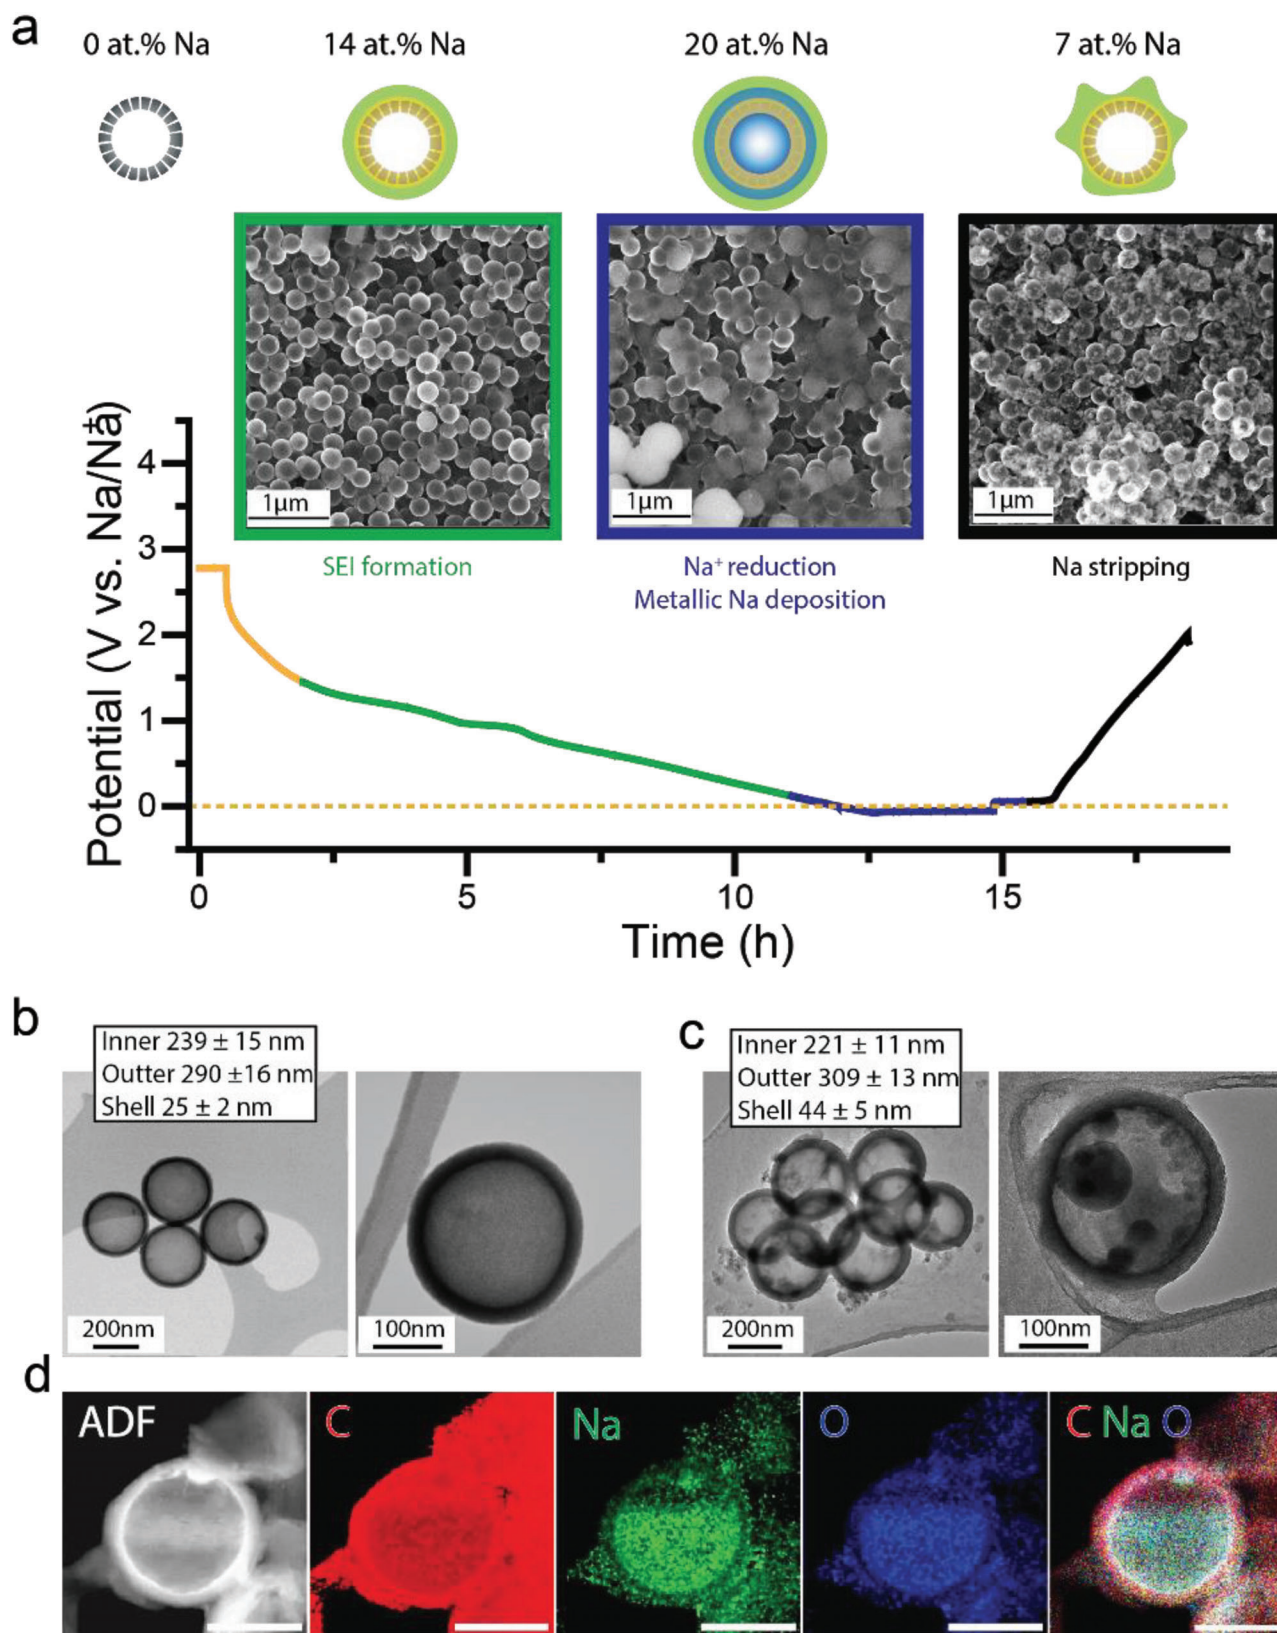 a
0 at.% Na
14 at.% Na
20 at.% Na
7 at.% Na
1μm
1μm
1μm
SEI formation
Na⁺ reduction
Metallic Na deposition
Na stripping
Potential (V vs. Na/Na⁺)
4
3
2
1
0
0
5
10
15
Time (h)
b
Inner 239 ± 15 nm
Outter 290 ±16 nm
Shell 25 ± 2 nm
200nm
100nm
c
Inner 221 ± 11 nm
Outter 309 ± 13 nm
Shell 44 ± 5 nm
200nm
100nm
d
ADF
C
Na
O
C Na O